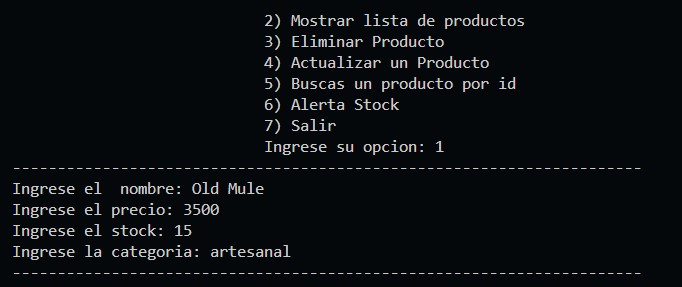 2) Mostrar lista de productos
3) Eliminar Producto
4) Actualizar un Producto
5) Buscas un producto por id
6) Alerta Stock
7) Salir
Ingrese su opcion: 1
----------------------------------------------------------------------
Ingrese el  nombre: Old Mule
Ingrese el precio: 3500
Ingrese el stock: 15
Ingrese la categoria: artesanal
----------------------------------------------------------------------